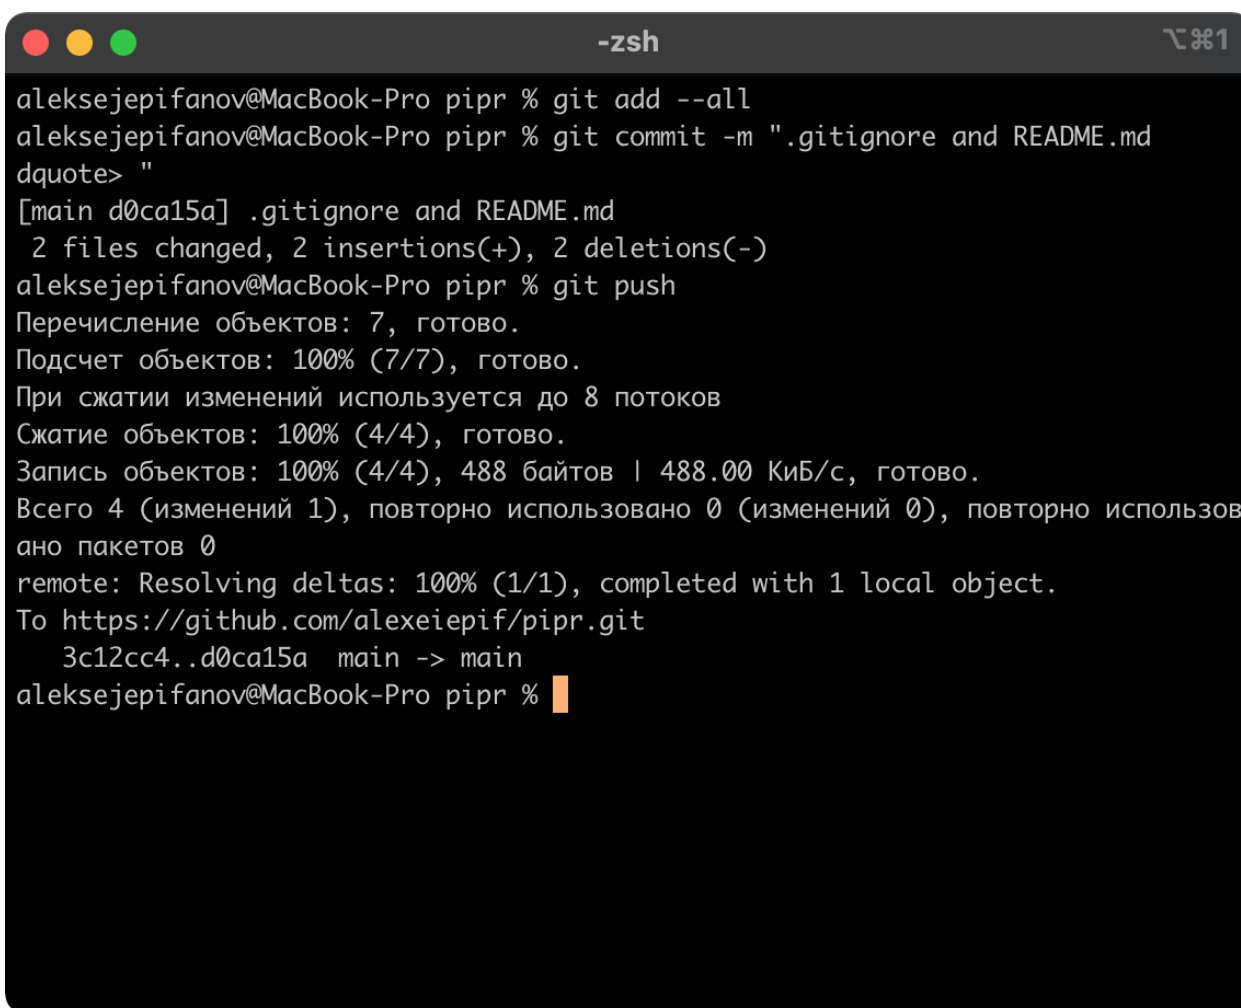 -zsh
⌥⌘1
aleksejepifanov@MacBook-Pro pipr % git add --all
aleksejepifanov@MacBook-Pro pipr % git commit -m ".gitignore and README.md
dquote> "
[main d0ca15a] .gitignore and README.md
 2 files changed, 2 insertions(+), 2 deletions(-)
aleksejepifanov@MacBook-Pro pipr % git push
Перечисление объектов: 7, готово.
Подсчет объектов: 100% (7/7), готово.
При сжатии изменений используется до 8 потоков
Сжатие объектов: 100% (4/4), готово.
Запись объектов: 100% (4/4), 488 байтов | 488.00 КиБ/с, готово.
Всего 4 (изменений 1), повторно использовано 0 (изменений 0), повторно использов
ано пакетов 0
remote: Resolving deltas: 100% (1/1), completed with 1 local object.
To https://github.com/alexeiepif/pipr.git
   3c12cc4..d0ca15a  main -> main
aleksejepifanov@MacBook-Pro pipr %